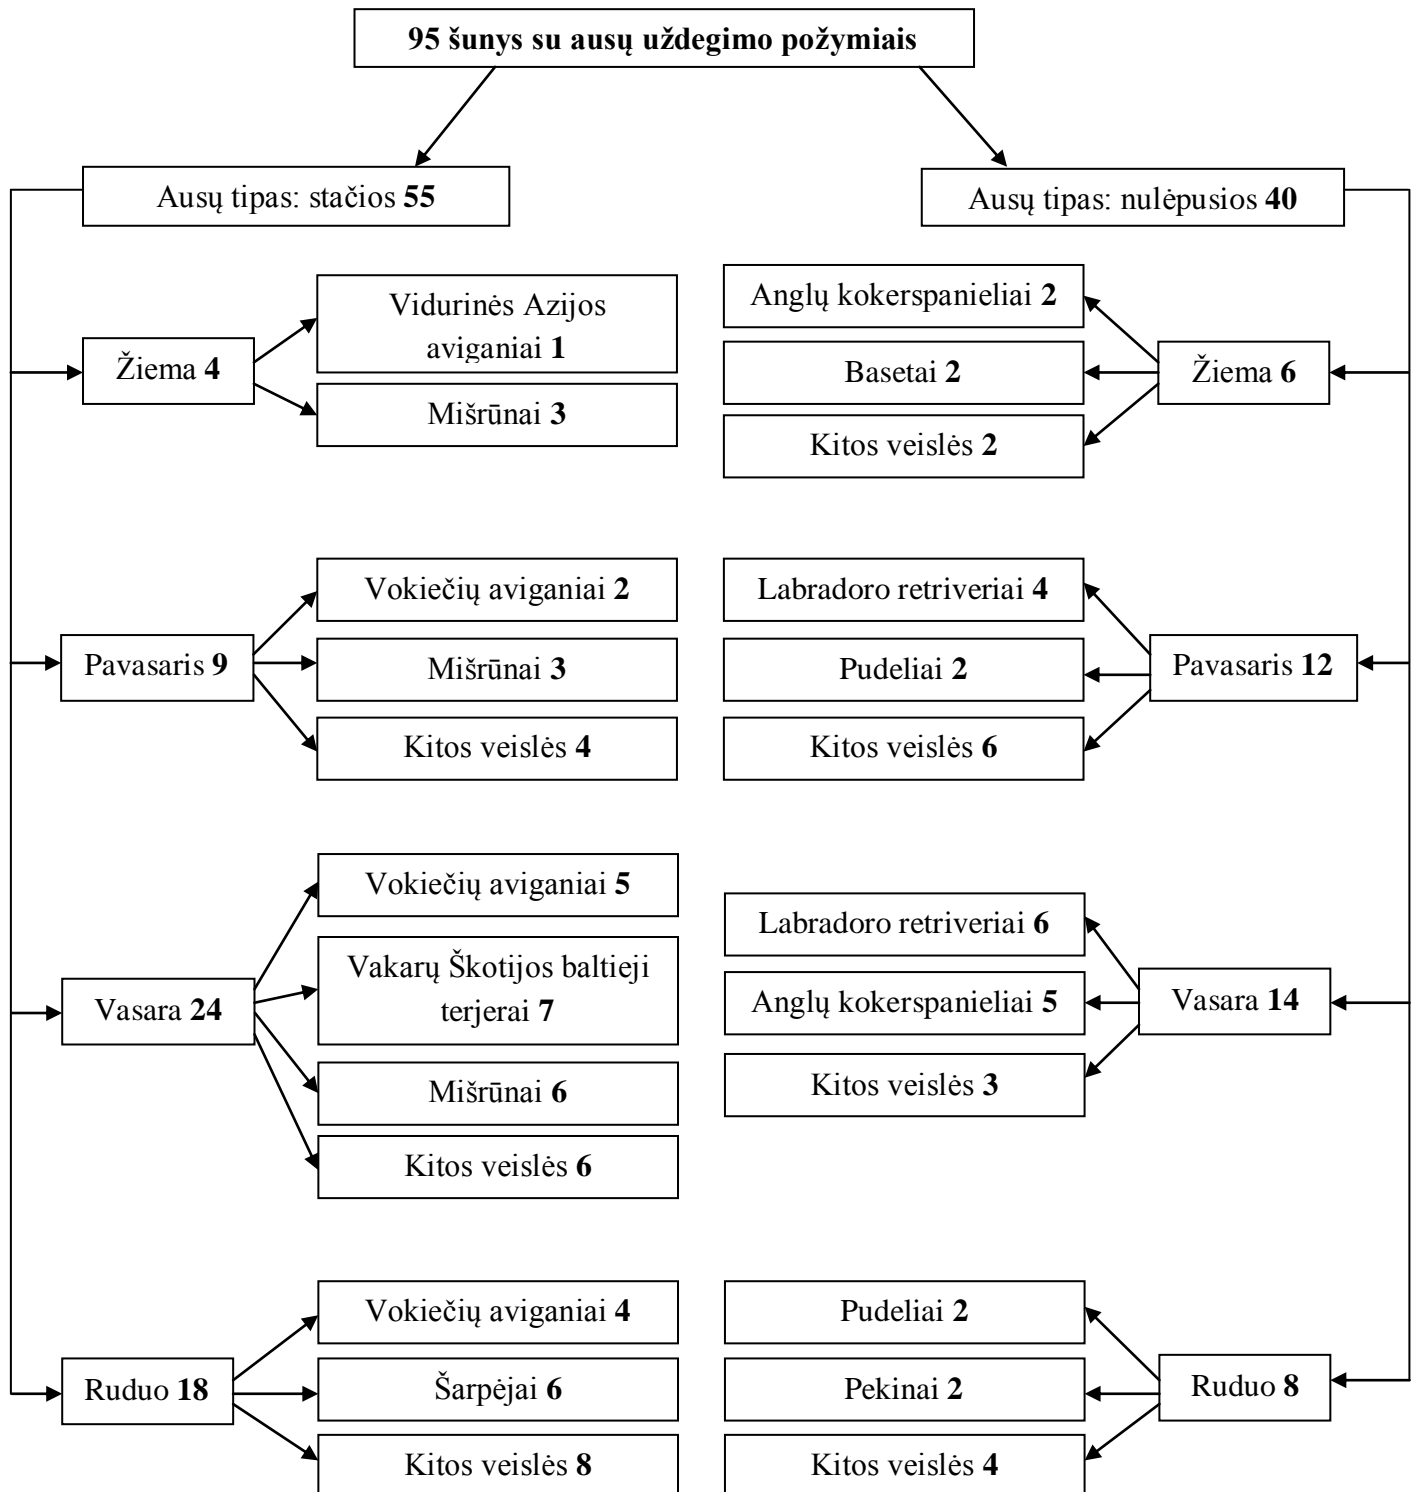 95 šunys su ausų uždegimo požymiais
Ausų tipas: stačios 55
Ausų tipas: nulėpusios 40
Žiema 4
Vidurinės Azijos
aviganiai 1
Mišrūnai 3
Anglų kokerspanieliai 2
Basetai 2
Kitos veislės 2
Žiema 6
Pavasaris 9
Vokiečių aviganiai 2
Mišrūnai 3
Kitos veislės 4
Labradoro retriveriai 4
Pudeliai 2
Kitos veislės 6
Pavasaris 12
Vasara 24
Vokiečių aviganiai 5
Vakarų Škotijos baltieji
terjerai 7
Mišrūnai 6
Kitos veislės 6
Labradoro retriveriai 6
Anglų kokerspanieliai 5
Kitos veislės 3
Vasara 14
Ruduo 18
Vokiečių aviganiai 4
Šarpėjai 6
Kitos veislės 8
Pudeliai 2
Pekinai 2
Kitos veislės 4
Ruduo 8